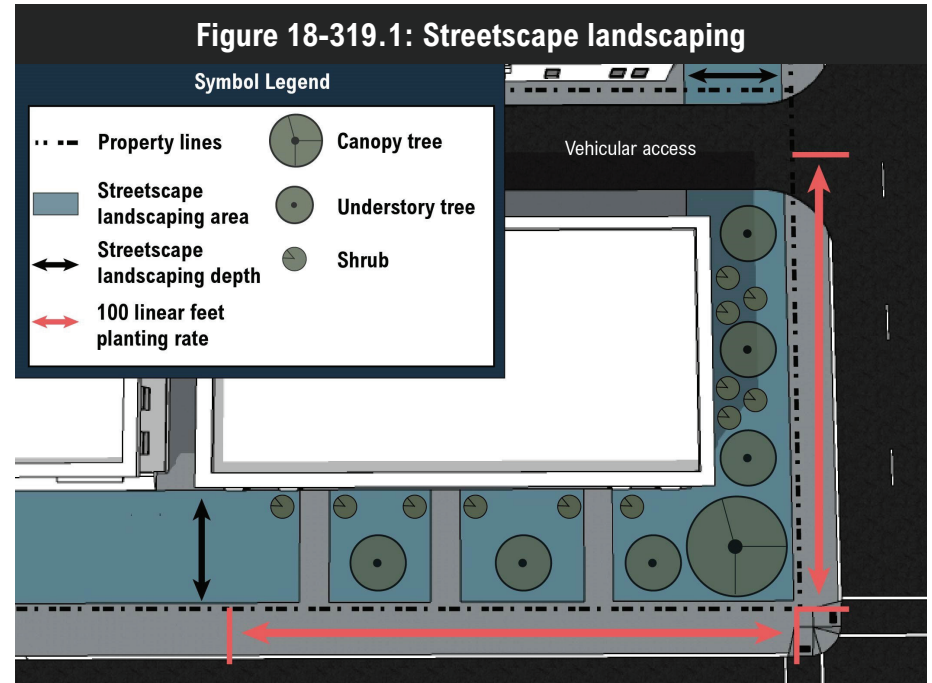 Figure 18-319.1: Streetscape landscaping
Symbol Legend
Property lines
Streetscape
landscaping area
Streetscape
landscaping depth
100 linear feet
planting rate
Canopy tree
Understory tree
Shrub
Vehicular access